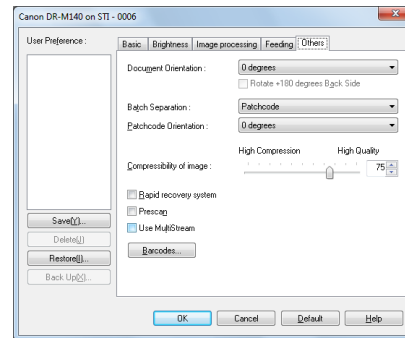 Canon DR-M140 on STI - 0006
User Preference :
Basic Brightness Image processing Feeding Others
Document Orientation : 0 degrees
Rotate +180 degrees Back Side
Batch Separation : Patchcode
Patchcode Orientation : 0 degrees
High Compression High Quality
Compressibility of image : 75
Rapid recovery system
Prescan
Use MultiStream
Barcodes...
Save(Y)...
Delete(J)
Restore(I)...
Back Up(X)...
OK Cancel Default Help